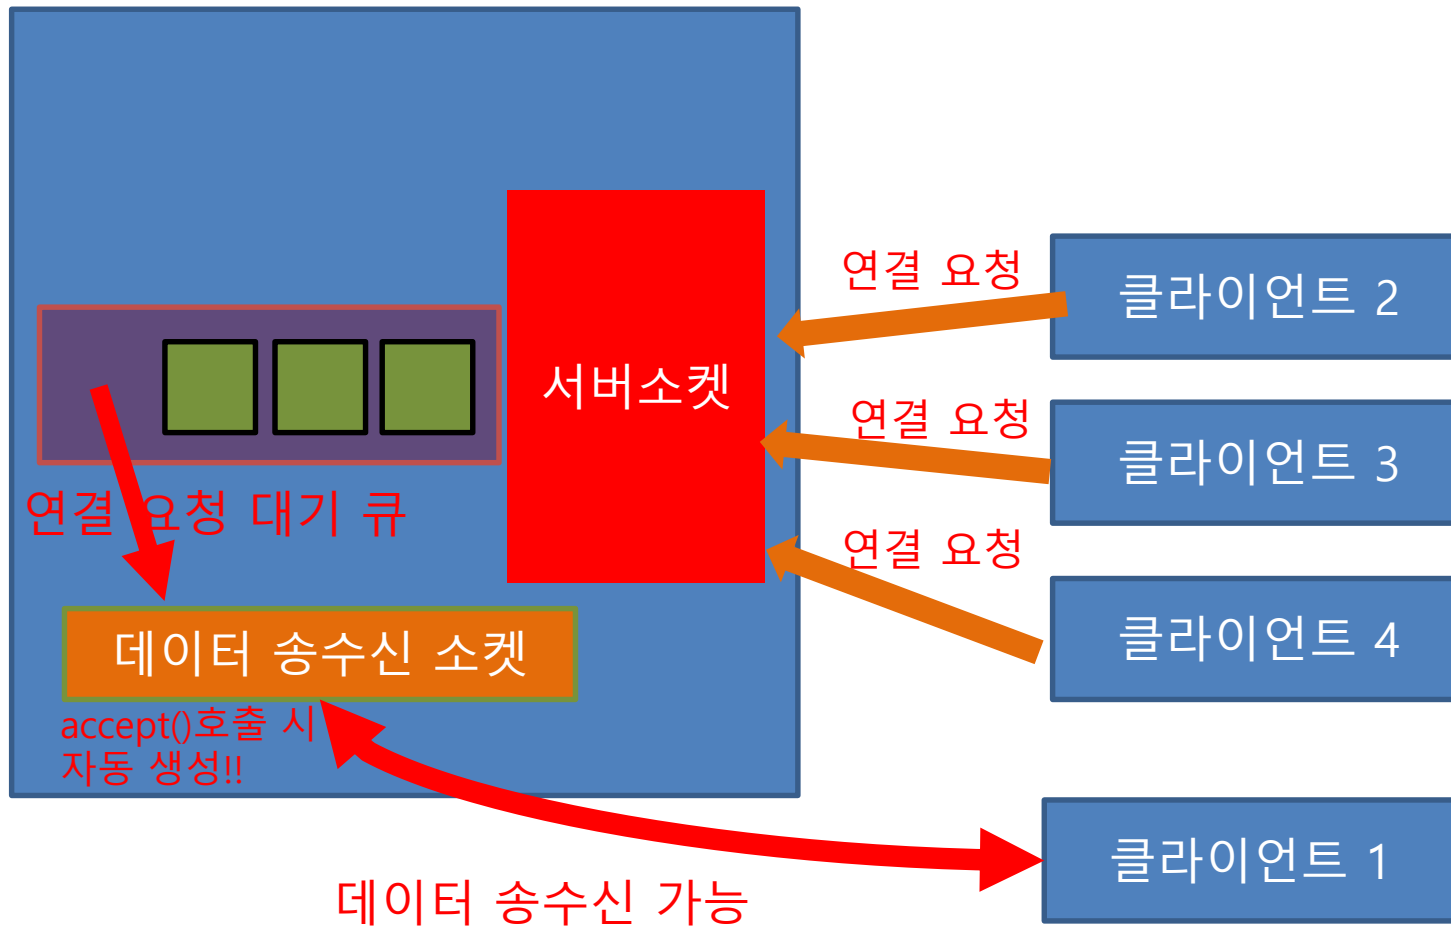 연결 요청
클라이언트 2
서버소켓
연결 요청
클라이언트 3
연결 요청 대기 큐
연결 요청
클라이언트 4
데이터 송수신 소켓
accept()호출 시
자동 생성!!
클라이언트 1
데이터 송수신 가능